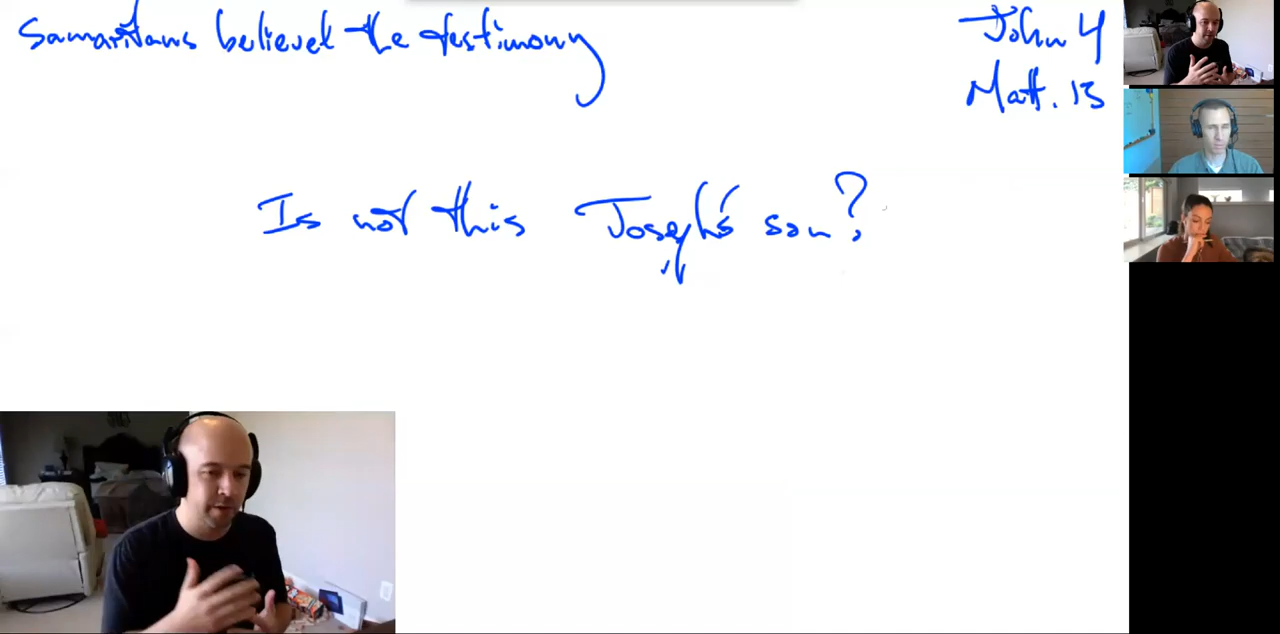 Samaritans believed the testimony
John 4
Matt. 13
Is not this Joseph's son?